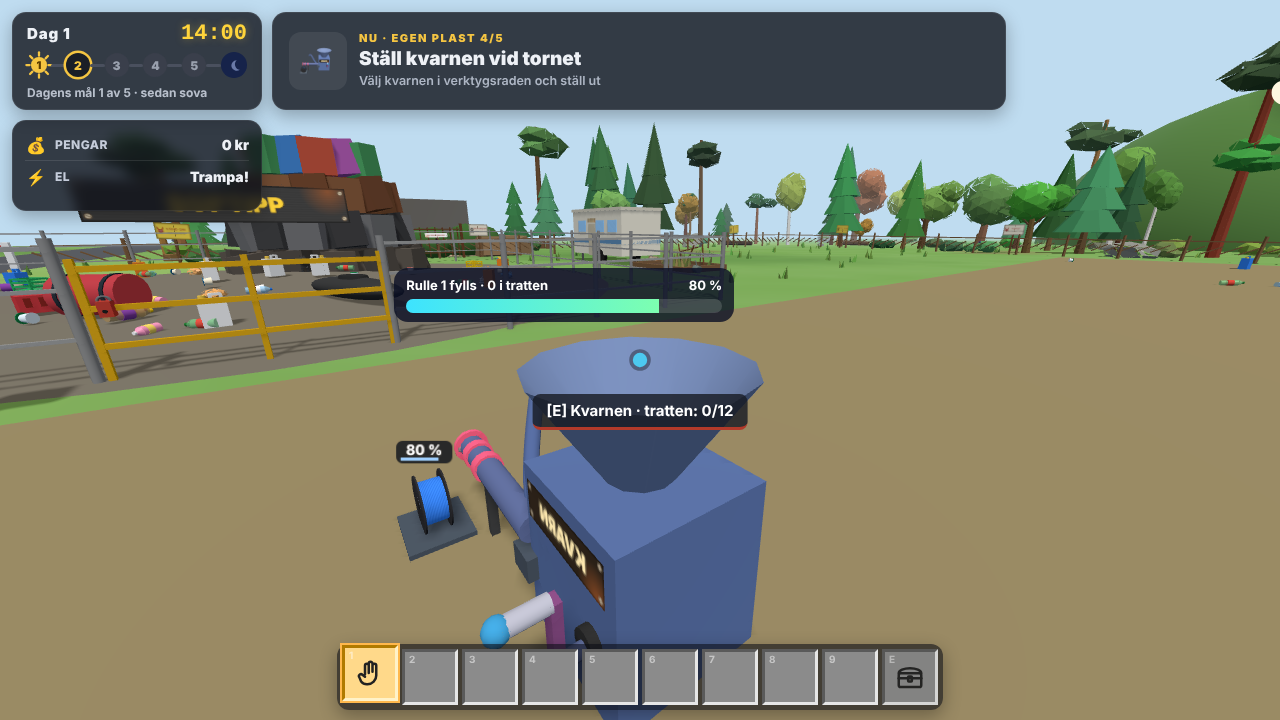 Dag 1
14:00
1
2
3
4
5
Dagens mål 1 av 5 · sedan sova
NU · EGEN PLAST 4/5
Ställ kvarnen vid tornet
Välj kvarnen i verktygsraden och ställ ut
PENGAR
0 kr
EL
Trampa!
Rulle 1 fylls · 0 i tratten
80 %
[E] Kvarnen · tratten: 0/12
80 %
KVARN
1
2
3
4
5
6
7
8
9
E